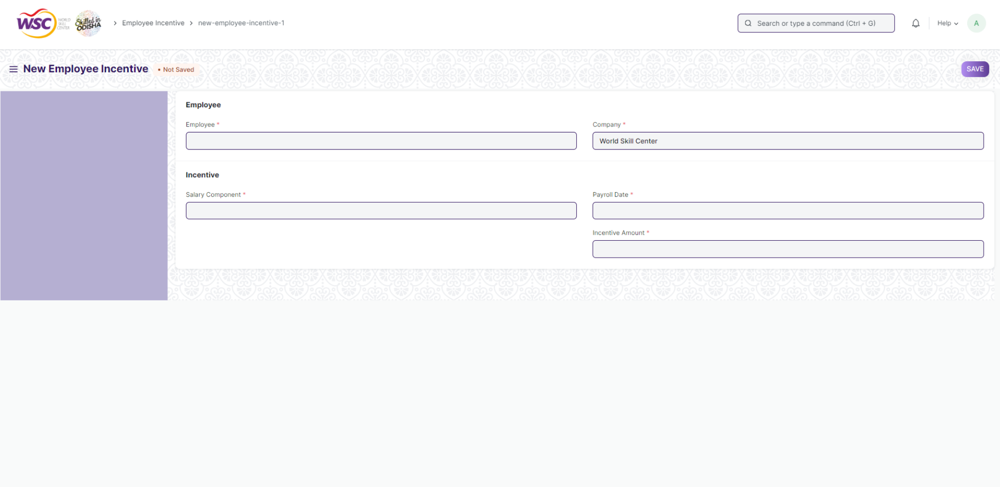 WSC WORLD SKILL CENTER
Skilled in ODISHA
Employee Incentive
new-employee-incentive-1
Search or type a command (Ctrl + G)
Help
A
New Employee Incentive
• Not Saved
SAVE
Employee
Employee *
Company *
World Skill Center
Incentive
Salary Component *
Payroll Date *
Incentive Amount *